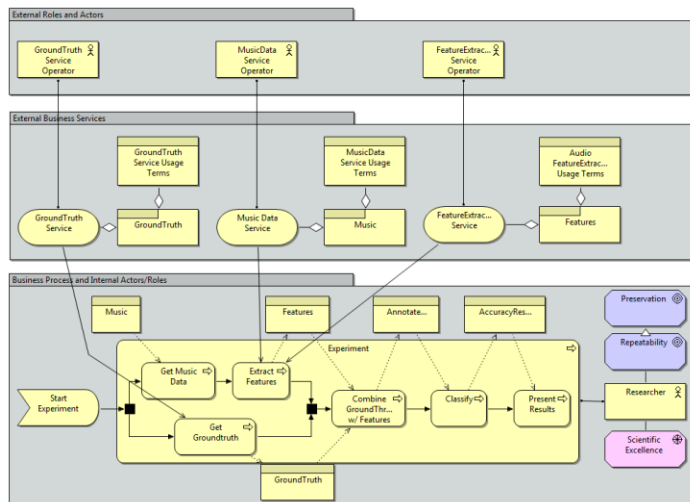 External Roles and Actors
GroundTruth
Service
Operator
MusicData
Service
Operator
FeatureExtrac...
Service
Operator
External Business Services
GroundTruth
Service Usage
Terms
MusicData
Service Usage
Terms
Audio
FeatureExtrac...
Usage Terms
GroundTruth
Service
GroundTruth
Music Data
Service
Music
FeatureExtrac...
Service
Features
Business Process and Internal Actors/Roles
Music
Features
Annotate...
AccuracyRes...
Preservation
Experiment
Repeatability
Get Music
Data
Extract
Features
Start
Experiment
Combine
GroundThr...
w/ Features
Classify
Present
Results
Researcher
Get
Groundtruth
Scientific
Excellence
GroundTruth